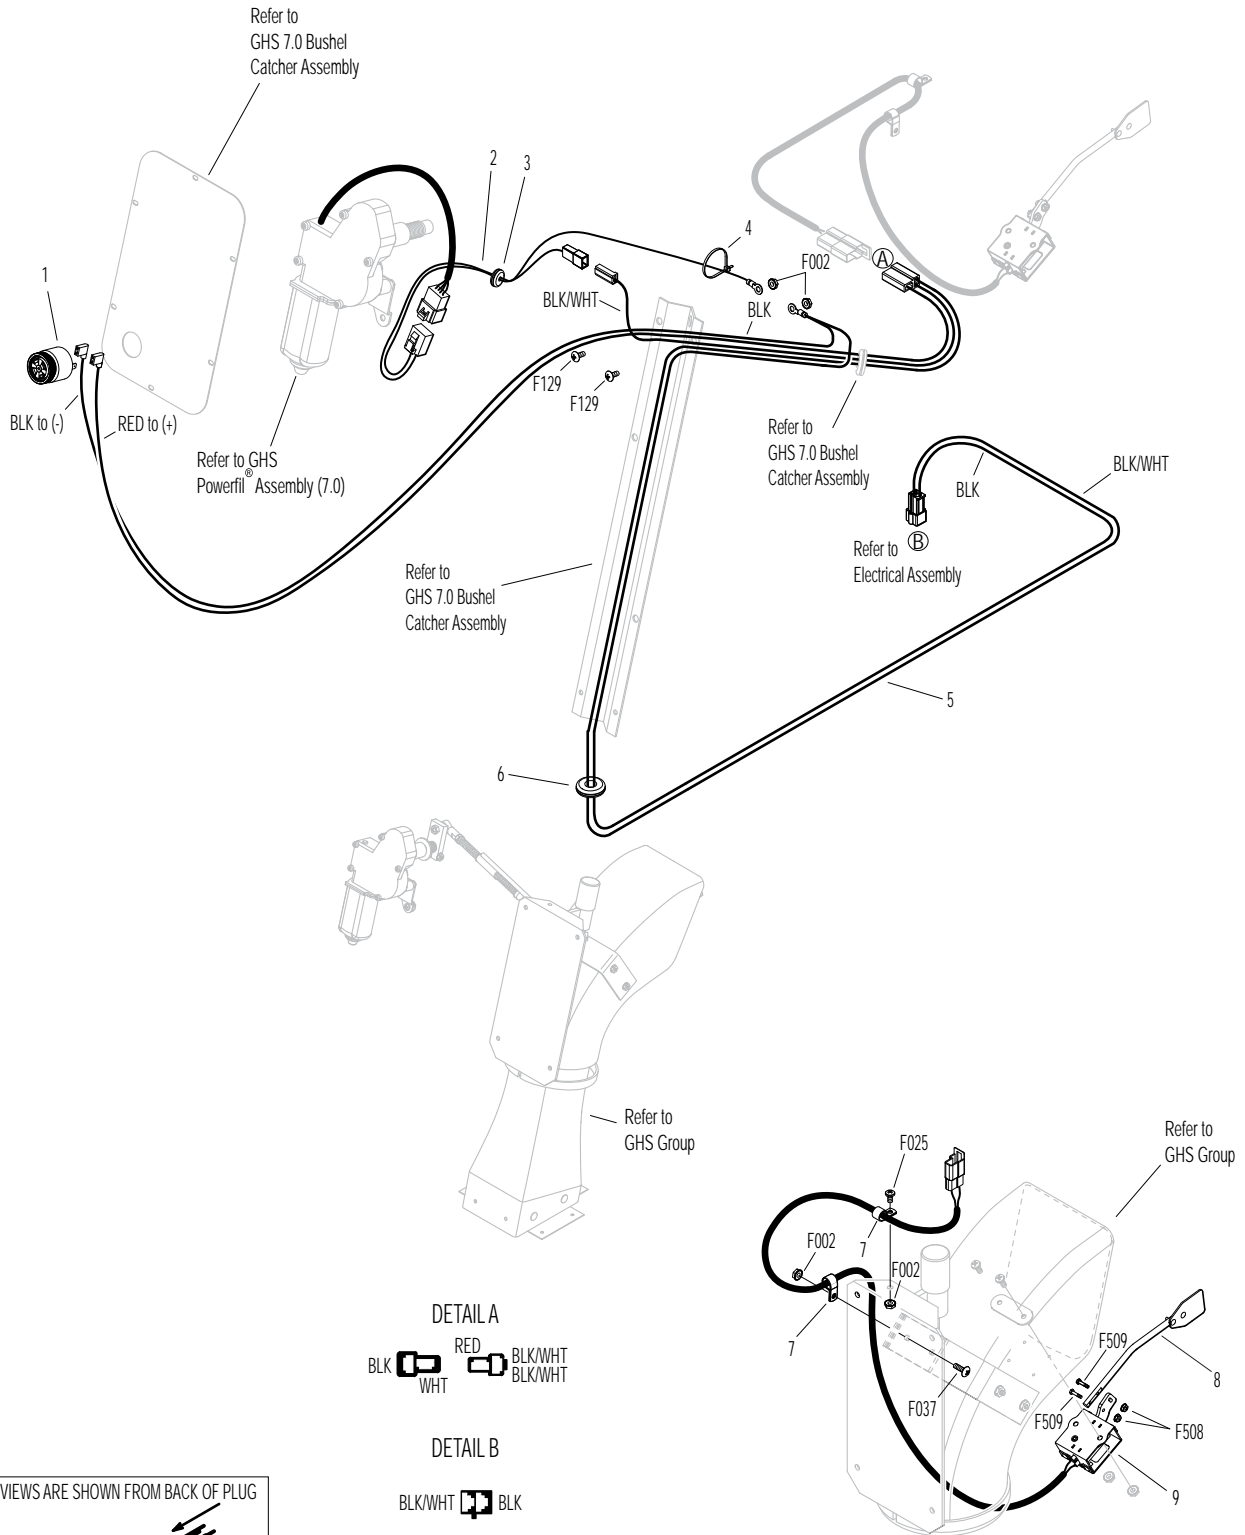 Refer to
GHS 7.0 Bushel
Catcher Assembly
1
2
3
4
F002
A
BLK/WHT
BLK
F129
F129
BLK to (-)
RED to (+)
Refer to GHS
Powerfil® Assembly (7.0)
Refer to
GHS 7.0 Bushel
Catcher Assembly
BLK/WHT
BLK
B
Refer to
Electrical Assembly
Refer to
GHS 7.0 Bushel
Catcher Assembly
5
6
Refer to
GHS Group
Refer to
GHS Group
F025
7
F002
F002
7
F037
F509
F509
8
F508
9
DETAIL A
BLK
WHT
RED
BLK/WHT
BLK/WHT
DETAIL B
BLK/WHT
BLK
VIEWS ARE SHOWN FROM BACK OF PLUG